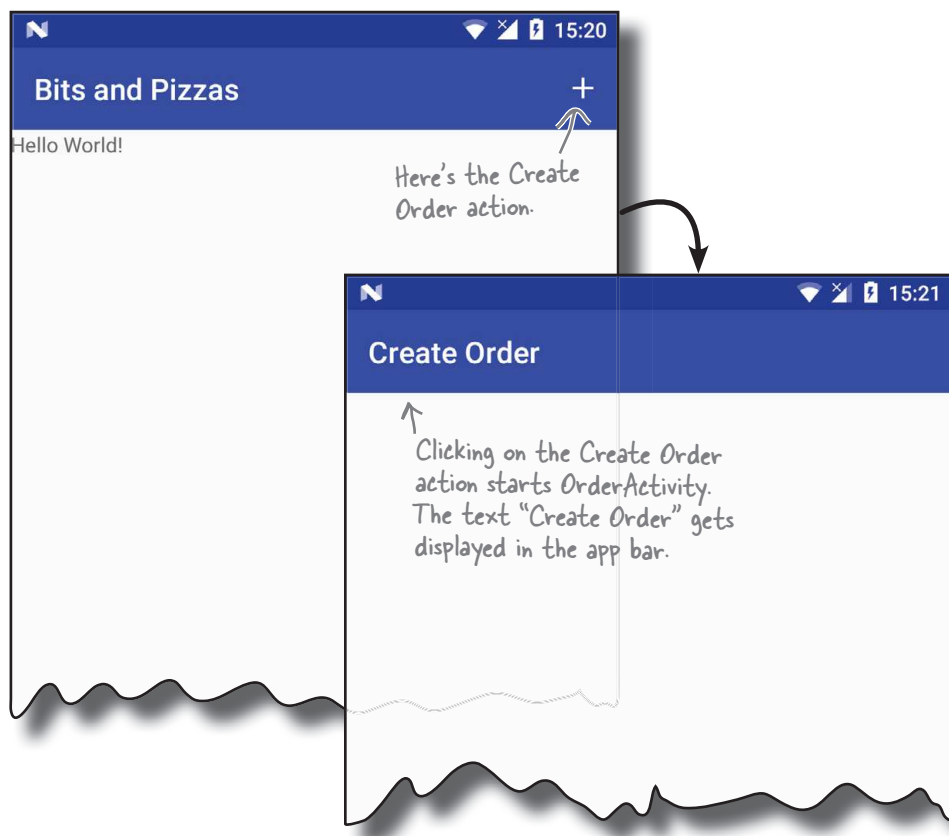 15:20
Bits and Pizzas
+
Hello World!
Here's the Create
Order action.
15:21
Create Order
Clicking on the Create Order
action starts OrderActivity.
The text “Create Order” gets
displayed in the app bar.